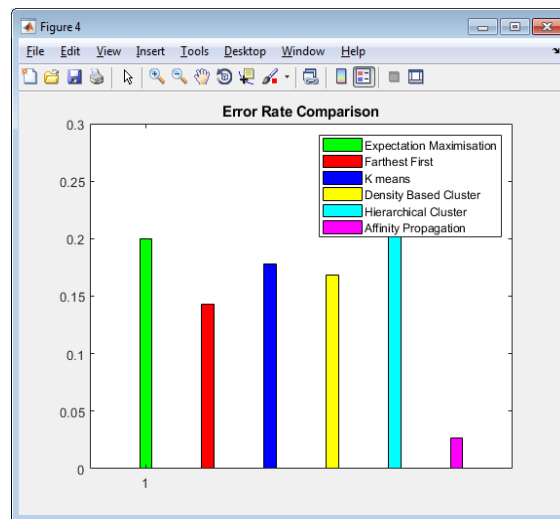 Figure 4
File Edit View Insert Tools Desktop Window Help
Error Rate Comparison
0.3
0.25
0.2
0.15
0.1
0.05
0
1
Expectation Maximisation
Farthest First
K means
Density Based Cluster
Hierarchical Cluster
Affinity Propagation